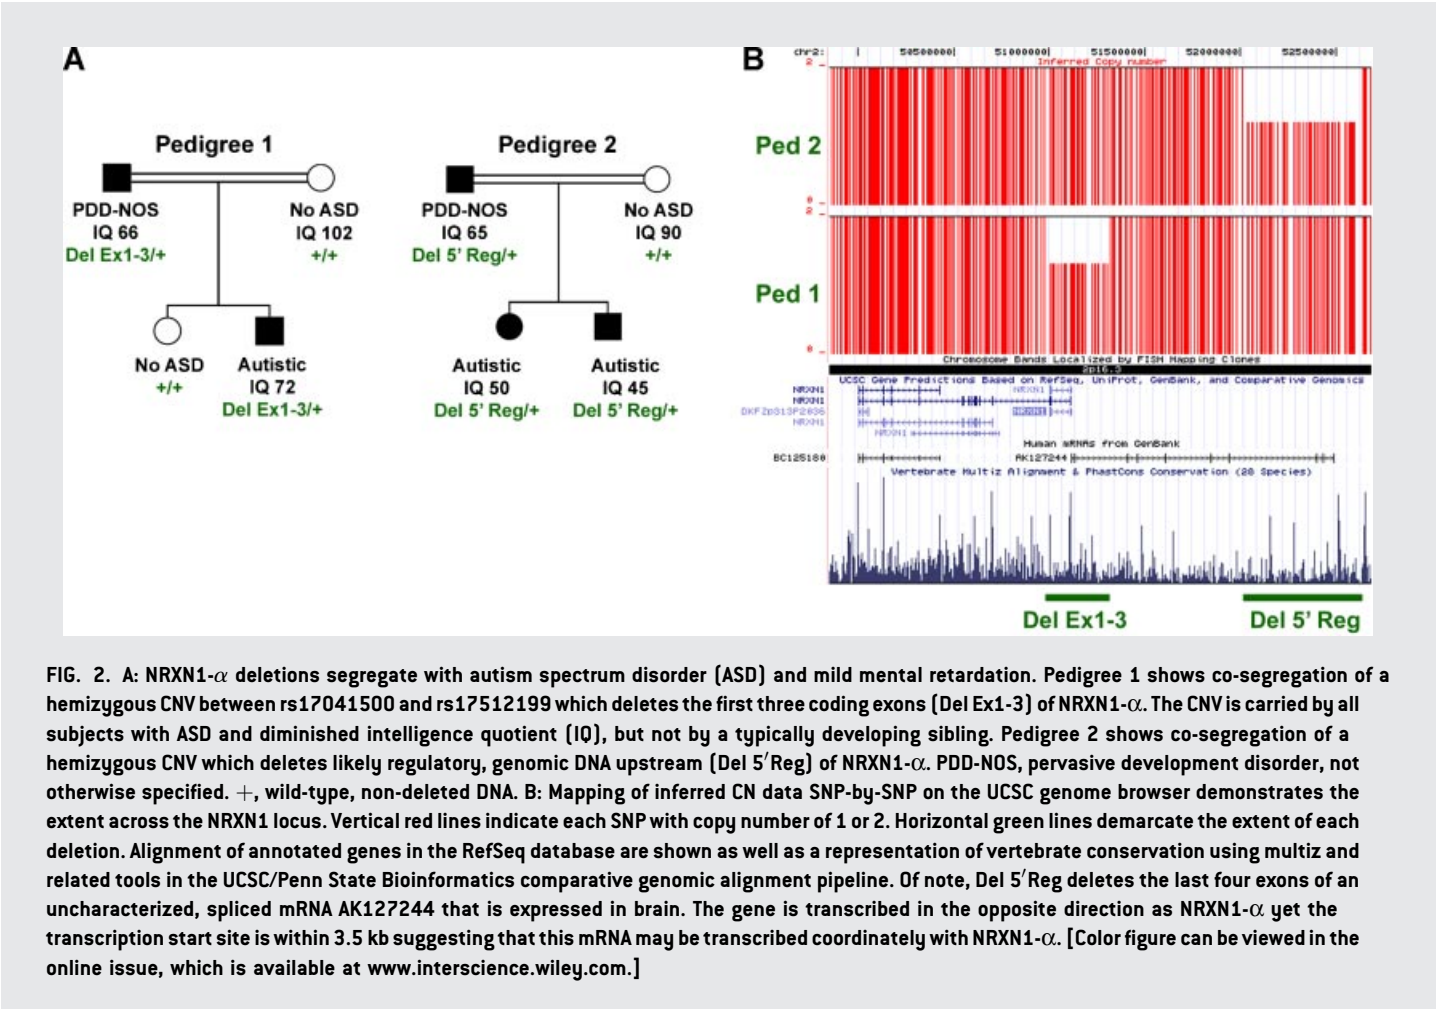 A
Pedigree 1
PDD-NOS
IQ 66
Del Ex1-3/+
No ASD
IQ 102
+/+
No ASD
+/+
Autistic
IQ 72
Del Ex1-3/+
Pedigree 2
PDD-NOS
IQ 65
Del 5' Reg/+
No ASD
IQ 90
+/+
Autistic
IQ 50
Del 5' Reg/+
Autistic
IQ 45
Del 5' Reg/+
B
chr2: 50500000 51000000 51500000 52000000 52500000
Inferred Copy number
2
Ped 2
0
2
Ped 1
0
Chromosome Bands Localized by FISH Mapping Clones
2p16.3
UCSC Gene Predictions Based on RefSeq, UniProt, GenBank, and Comparative Genomics
NRXN1 NRXN1
NRXN1
NRXN1
NRXN1
Human mRNAs from GenBank
BC125180 AK127244
Vertebrate Multiz Alignment & PhastCons Conservation (28 Species)
Del Ex1-3 Del 5' Reg
FIG. 2. A: NRXN1-α deletions segregate with autism spectrum disorder (ASD) and mild mental retardation. Pedigree 1 shows co-segregation of a
hemizygous CNV between rs17041500 and rs17512199 which deletes the first three coding exons (Del Ex1-3) of NRXN1-α. The CNV is carried by all
subjects with ASD and diminished intelligence quotient (IQ), but not by a typically developing sibling. Pedigree 2 shows co-segregation of a
hemizygous CNV which deletes likely regulatory, genomic DNA upstream (Del 5′Reg) of NRXN1-α. PDD-NOS, pervasive development disorder, not
otherwise specified. +, wild-type, non-deleted DNA. B: Mapping of inferred CN data SNP-by-SNP on the UCSC genome browser demonstrates the
extent across the NRXN1 locus. Vertical red lines indicate each SNP with copy number of 1 or 2. Horizontal green lines demarcate the extent of each
deletion. Alignment of annotated genes in the RefSeq database are shown as well as a representation of vertebrate conservation using multiz and
related tools in the UCSC/Penn State Bioinformatics comparative genomic alignment pipeline. Of note, Del 5′Reg deletes the last four exons of an
uncharacterized, spliced mRNA AK127244 that is expressed in brain. The gene is transcribed in the opposite direction as NRXN1-α yet the
transcription start site is within 3.5 kb suggesting that this mRNA may be transcribed coordinately with NRXN1-α. [Color figure can be viewed in the
online issue, which is available at www.interscience.wiley.com.]